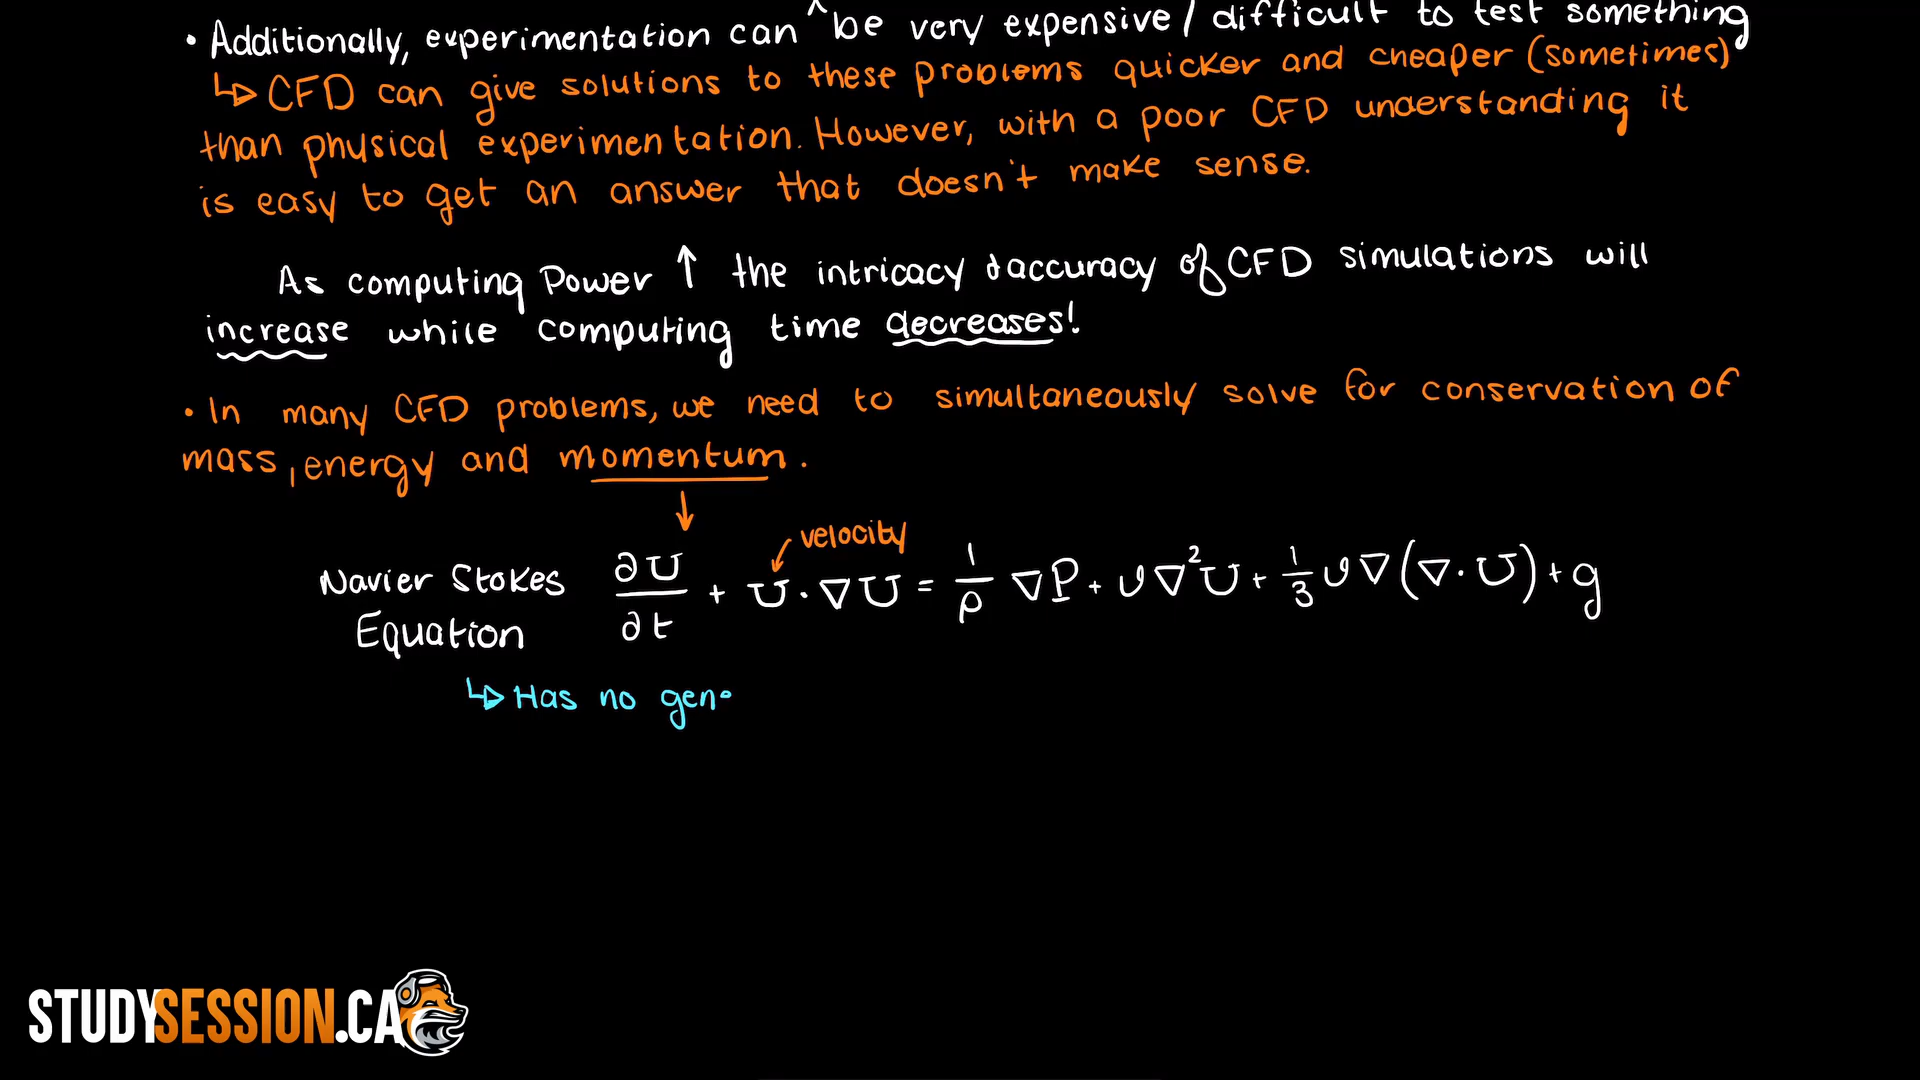 • Additionally, experimentation can ^ be very expensive / difficult to test something
↳ CFD can give solutions to these problems quicker and cheaper (sometimes)
than physical experimentation. However, with a poor CFD understanding it
is easy to get an answer that doesn't make sense.
As computing Power ↑ the intricacy & accuracy of CFD simulations will
increase while computing time decreases!
• In many CFD problems, we need to simultaneously solve for conservation of
mass, energy and momentum.
↓
velocity
Navier Stokes Equation
∂U/∂t + U · ∇U = 1/ρ ∇P + υ∇²U + 1/3 υ∇(∇ · U) + g
↳ Has no gen
STUDYSESSION.CA